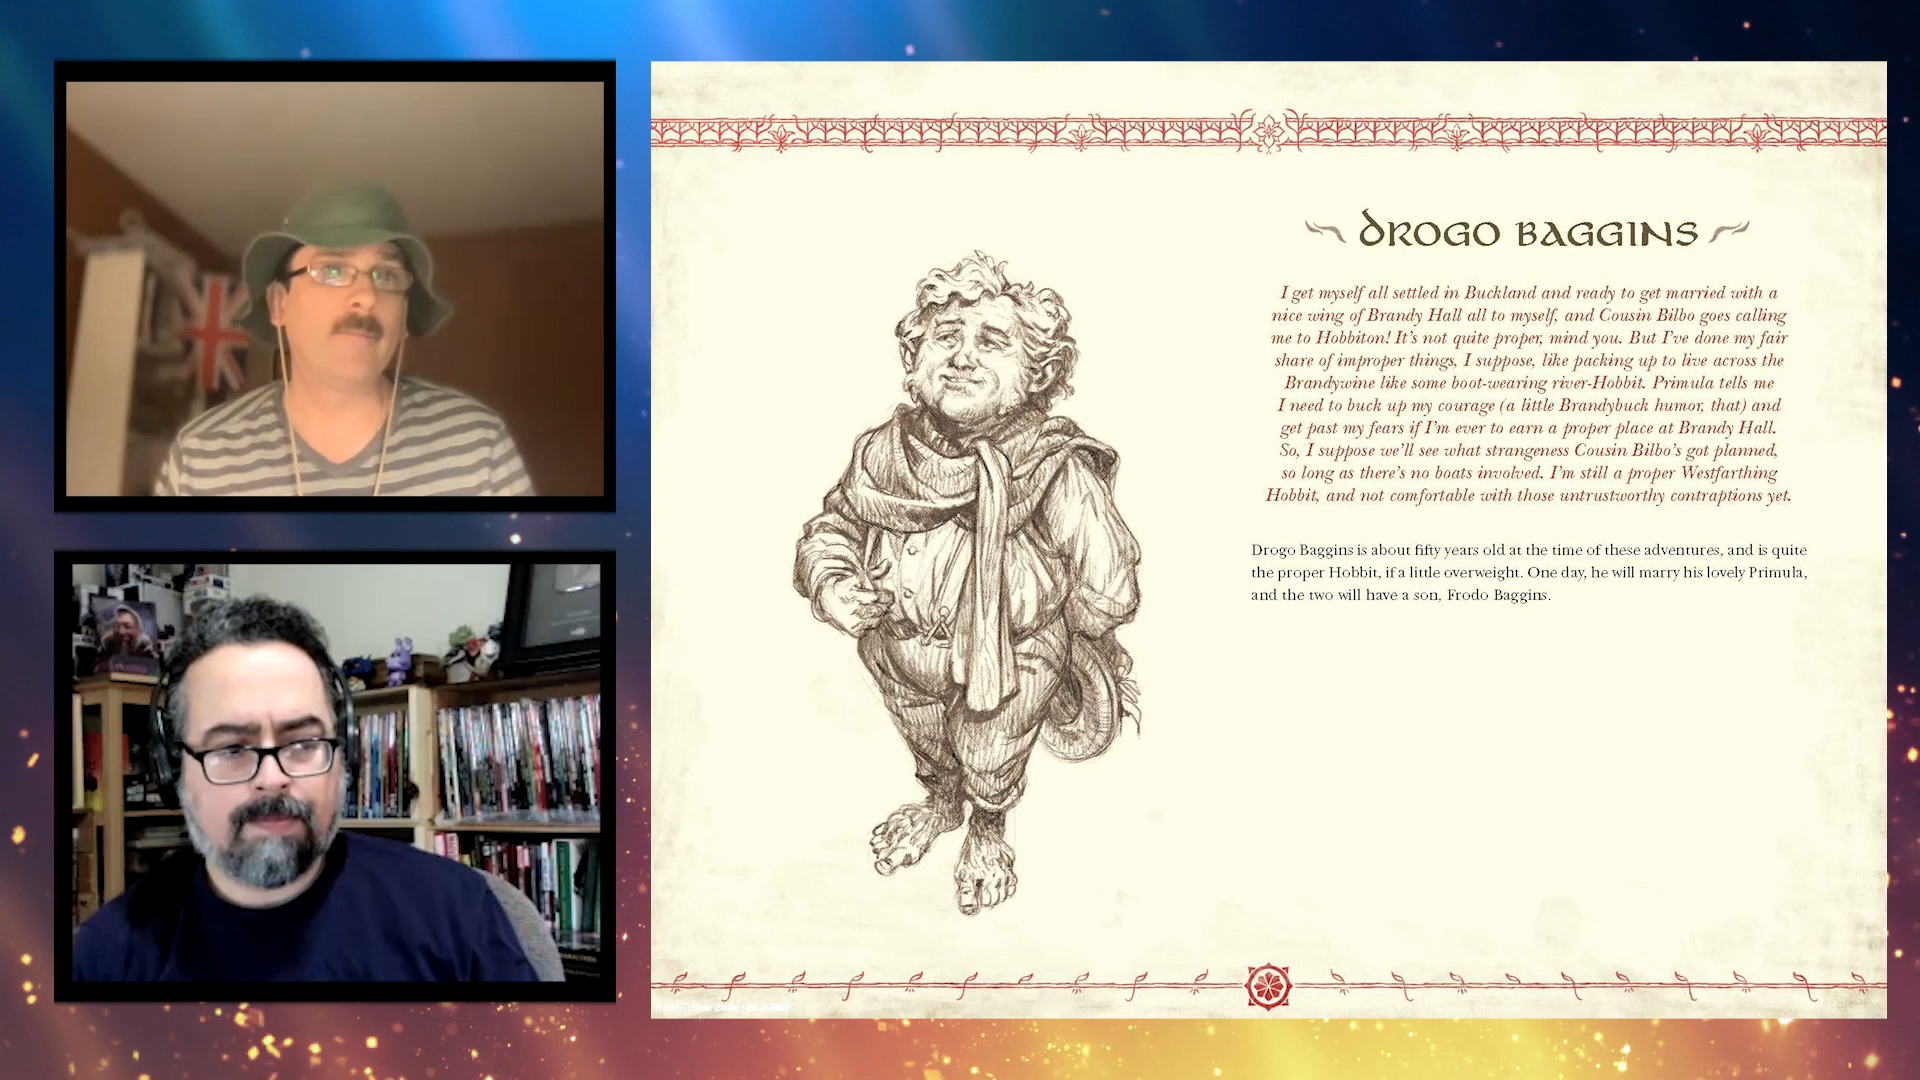 DROGO BAGGINS
I get myself all settled in Buckland and ready to get married with a
nice wing of Brandy Hall all to myself, and Cousin Bilbo goes calling
me to Hobbiton! It's not quite proper, mind you. But I've done my fair
share of improper things, I suppose, like packing up to live across the
Brandywine like some boot-wearing river-Hobbit. Primula tells me
I need to buck up my courage (a little Brandybuck humor, that) and
get past my fears if I'm ever to earn a proper place at Brandy Hall.
So, I suppose we'll see what strangeness Cousin Bilbo's got planned,
so long as there's no boats involved. I'm still a proper Westfarthing
Hobbit, and not comfortable with those untrustworthy contraptions yet.
Drogo Baggins is about fifty years old at the time of these adventures, and is quite
the proper Hobbit, if a little overweight. One day, he will marry his lovely Primula,
and the two will have a son, Frodo Baggins.